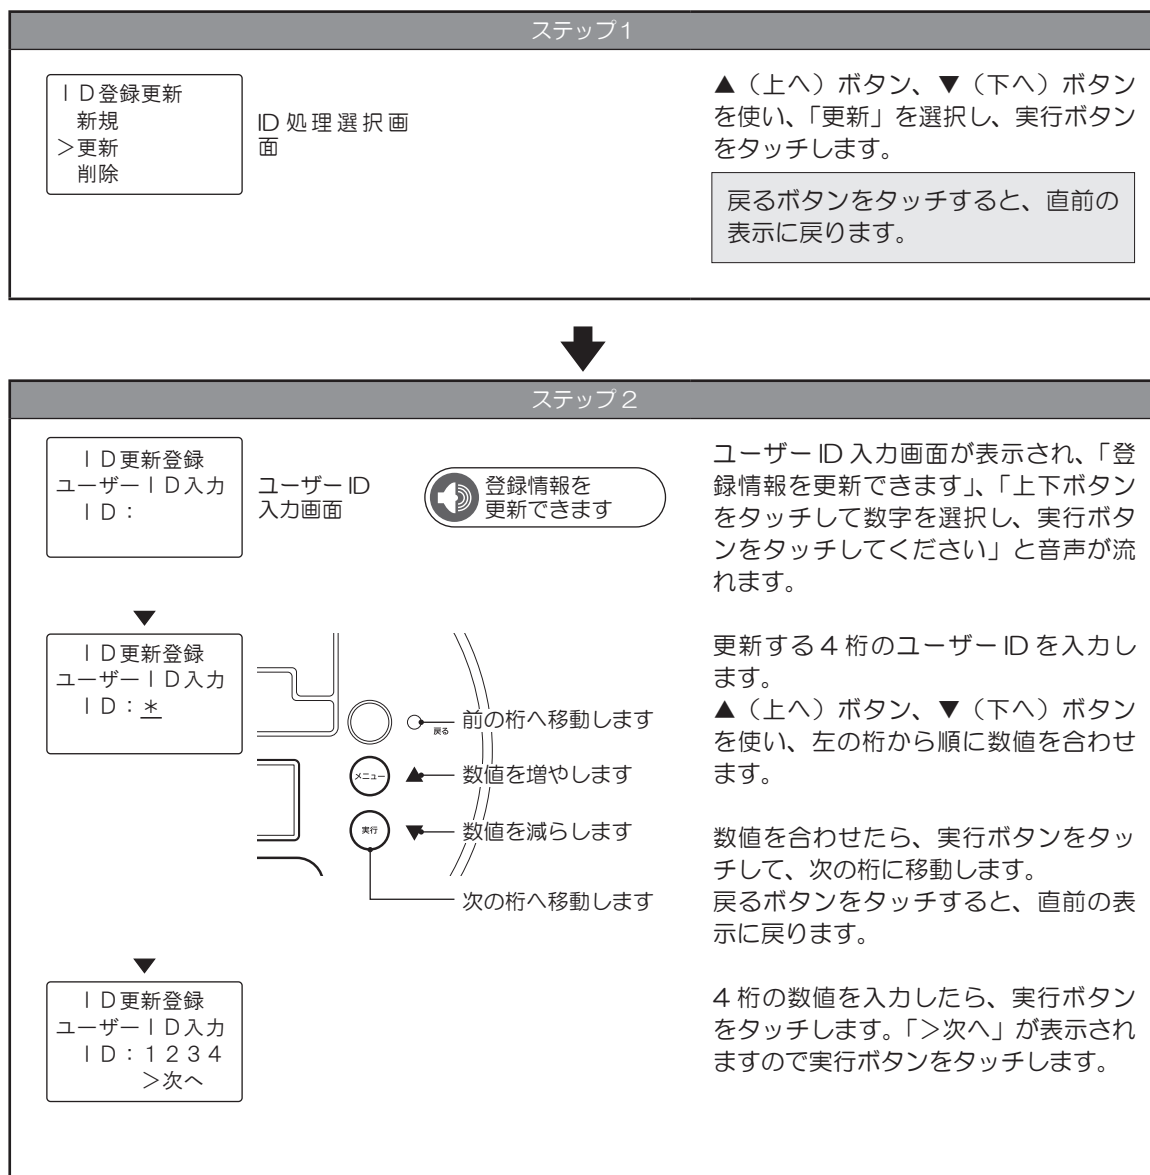 ステップ1
ＩＤ登録更新
新規
＞更新
削除
ID 処理選択画
面
▲（上へ）ボタン、▼（下へ）ボタン
を使い、「更新」を選択し、実行ボタン
をタッチします。
戻るボタンをタッチすると、直前の
表示に戻ります。
ステップ2
ＩＤ更新登録
ユーザーＩＤ入力
ＩＤ：
ユーザー ID
入力画面
登録情報を
更新できます
ユーザー ID 入力画面が表示され、「登
録情報を更新できます」、「上下ボタン
をタッチして数字を選択し、実行ボタ
ンをタッチしてください」と音声が流
れます。
ＩＤ更新登録
ユーザーＩＤ入力
ＩＤ：＊
戻る
メニュー
実行
前の桁へ移動します
数値を増やします
数値を減らします
次の桁へ移動します
更新する 4 桁のユーザー ID を入力し
ます。
▲（上へ）ボタン、▼（下へ）ボタン
を使い、左の桁から順に数値を合わせ
ます。
数値を合わせたら、実行ボタンをタッ
チして、次の桁に移動します。
戻るボタンをタッチすると、直前の表
示に戻ります。
ＩＤ更新登録
ユーザーＩＤ入力
ＩＤ：１２３４
＞次へ
4 桁の数値を入力したら、実行ボタン
をタッチします。「＞次へ」が表示され
ますので実行ボタンをタッチします。